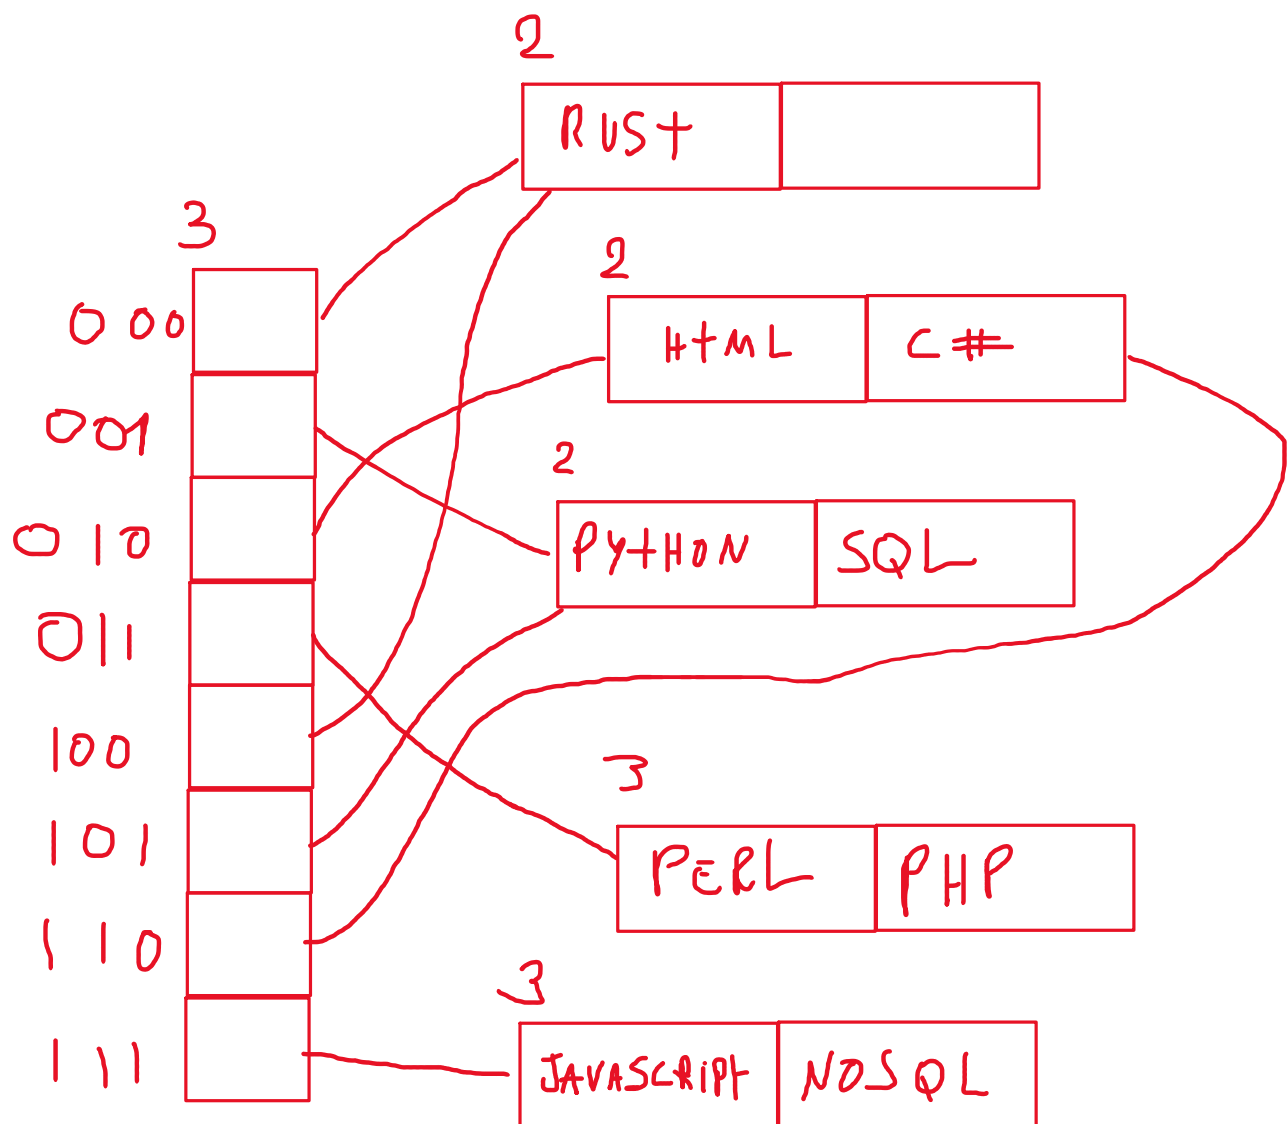 2
RUSt
3
2
000
HtML C#
001
2
010
PYtHON SQL
011
100
3
101
PERL PHP
110
3
111
JAVASCRiPt NOSQL